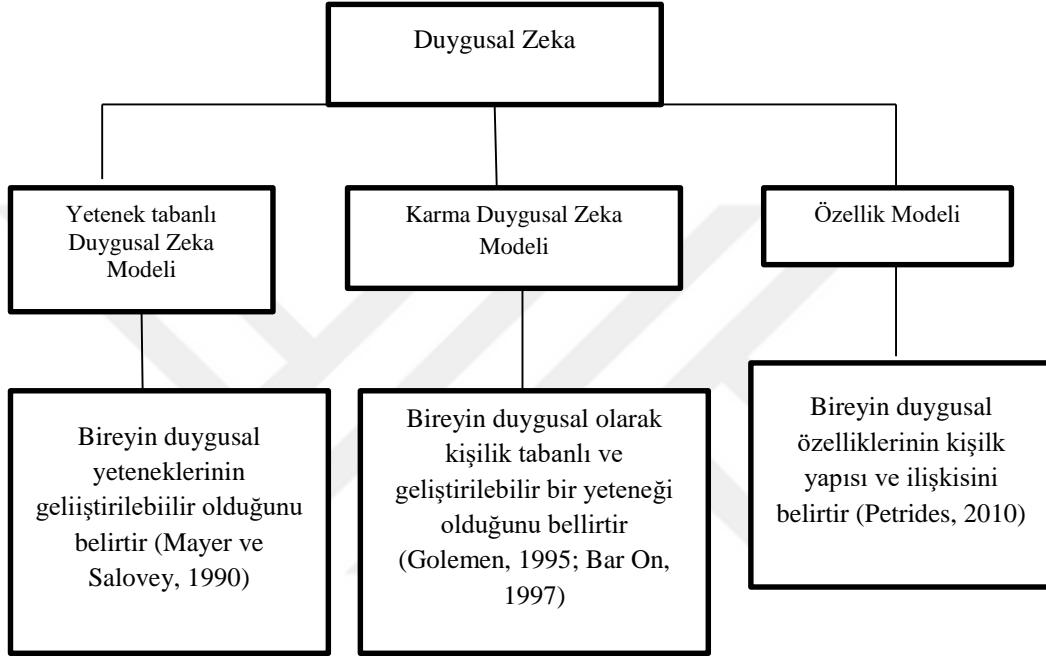 Duygusal Zeka
Yetenek tabanlı
Duygusal Zeka
Modeli
Karma Duygusal Zeka
Modeli
Özellik Modeli
Bireyin duygusal
yeteneklerinin
geliiştirilebiilir olduğunu
belirtir (Mayer ve
Salovey, 1990)
Bireyin duygusal olarak
kişilik tabanlı ve
geliştirilebilir bir yeteneği
olduğunu bellirtir
(Golemen, 1995; Bar On,
1997)
Bireyin duygusal
özelliklerinin kişilk
yapısı ve ilişkisini
belirtir (Petrides, 2010)